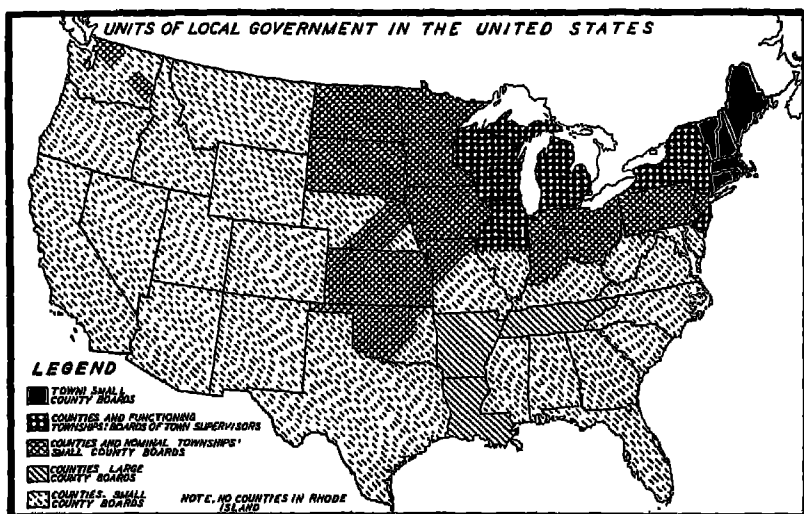 UNITS OF LOCAL GOVERNMENT IN THE UNITED STATES
LEGEND
TOWN: SMALL
COUNTY BOARDS
COUNTIES AND FUNCTIONING
TOWNSHIPS: BOARDS OF TOWN SUPERVISORS
COUNTIES AND NOMINAL TOWNSHIPS'
SMALL COUNTY BOARDS
COUNTIES LARGE
COUNTY BOARDS
COUNTIES. SMALL
COUNTY BOARDS
NOTE, NO COUNTIES IN RHODE
ISLAND